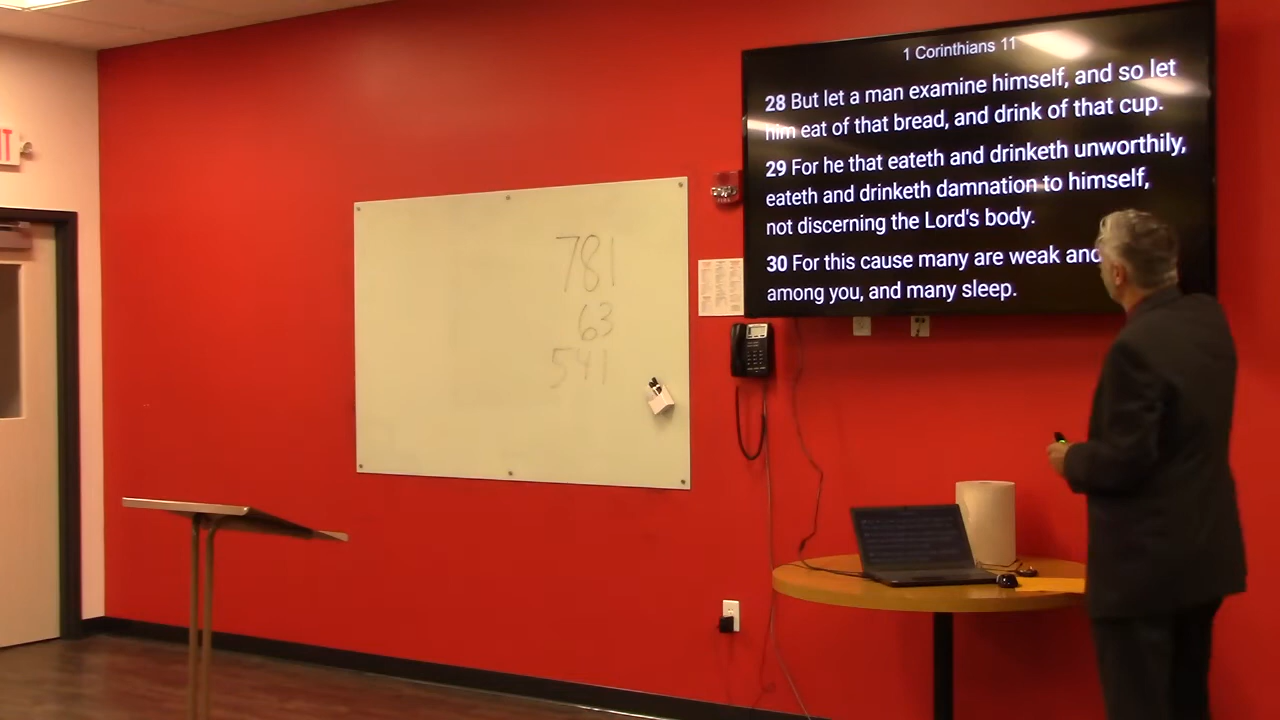 T
781
63
541
1 Corinthians 11
28 But let a man examine himself, and so let
him eat of that bread, and drink of that cup.
29 For he that eateth and drinketh unworthily,
eateth and drinketh damnation to himself,
not discerning the Lord's body.
30 For this cause many are weak and
among you, and many sleep.